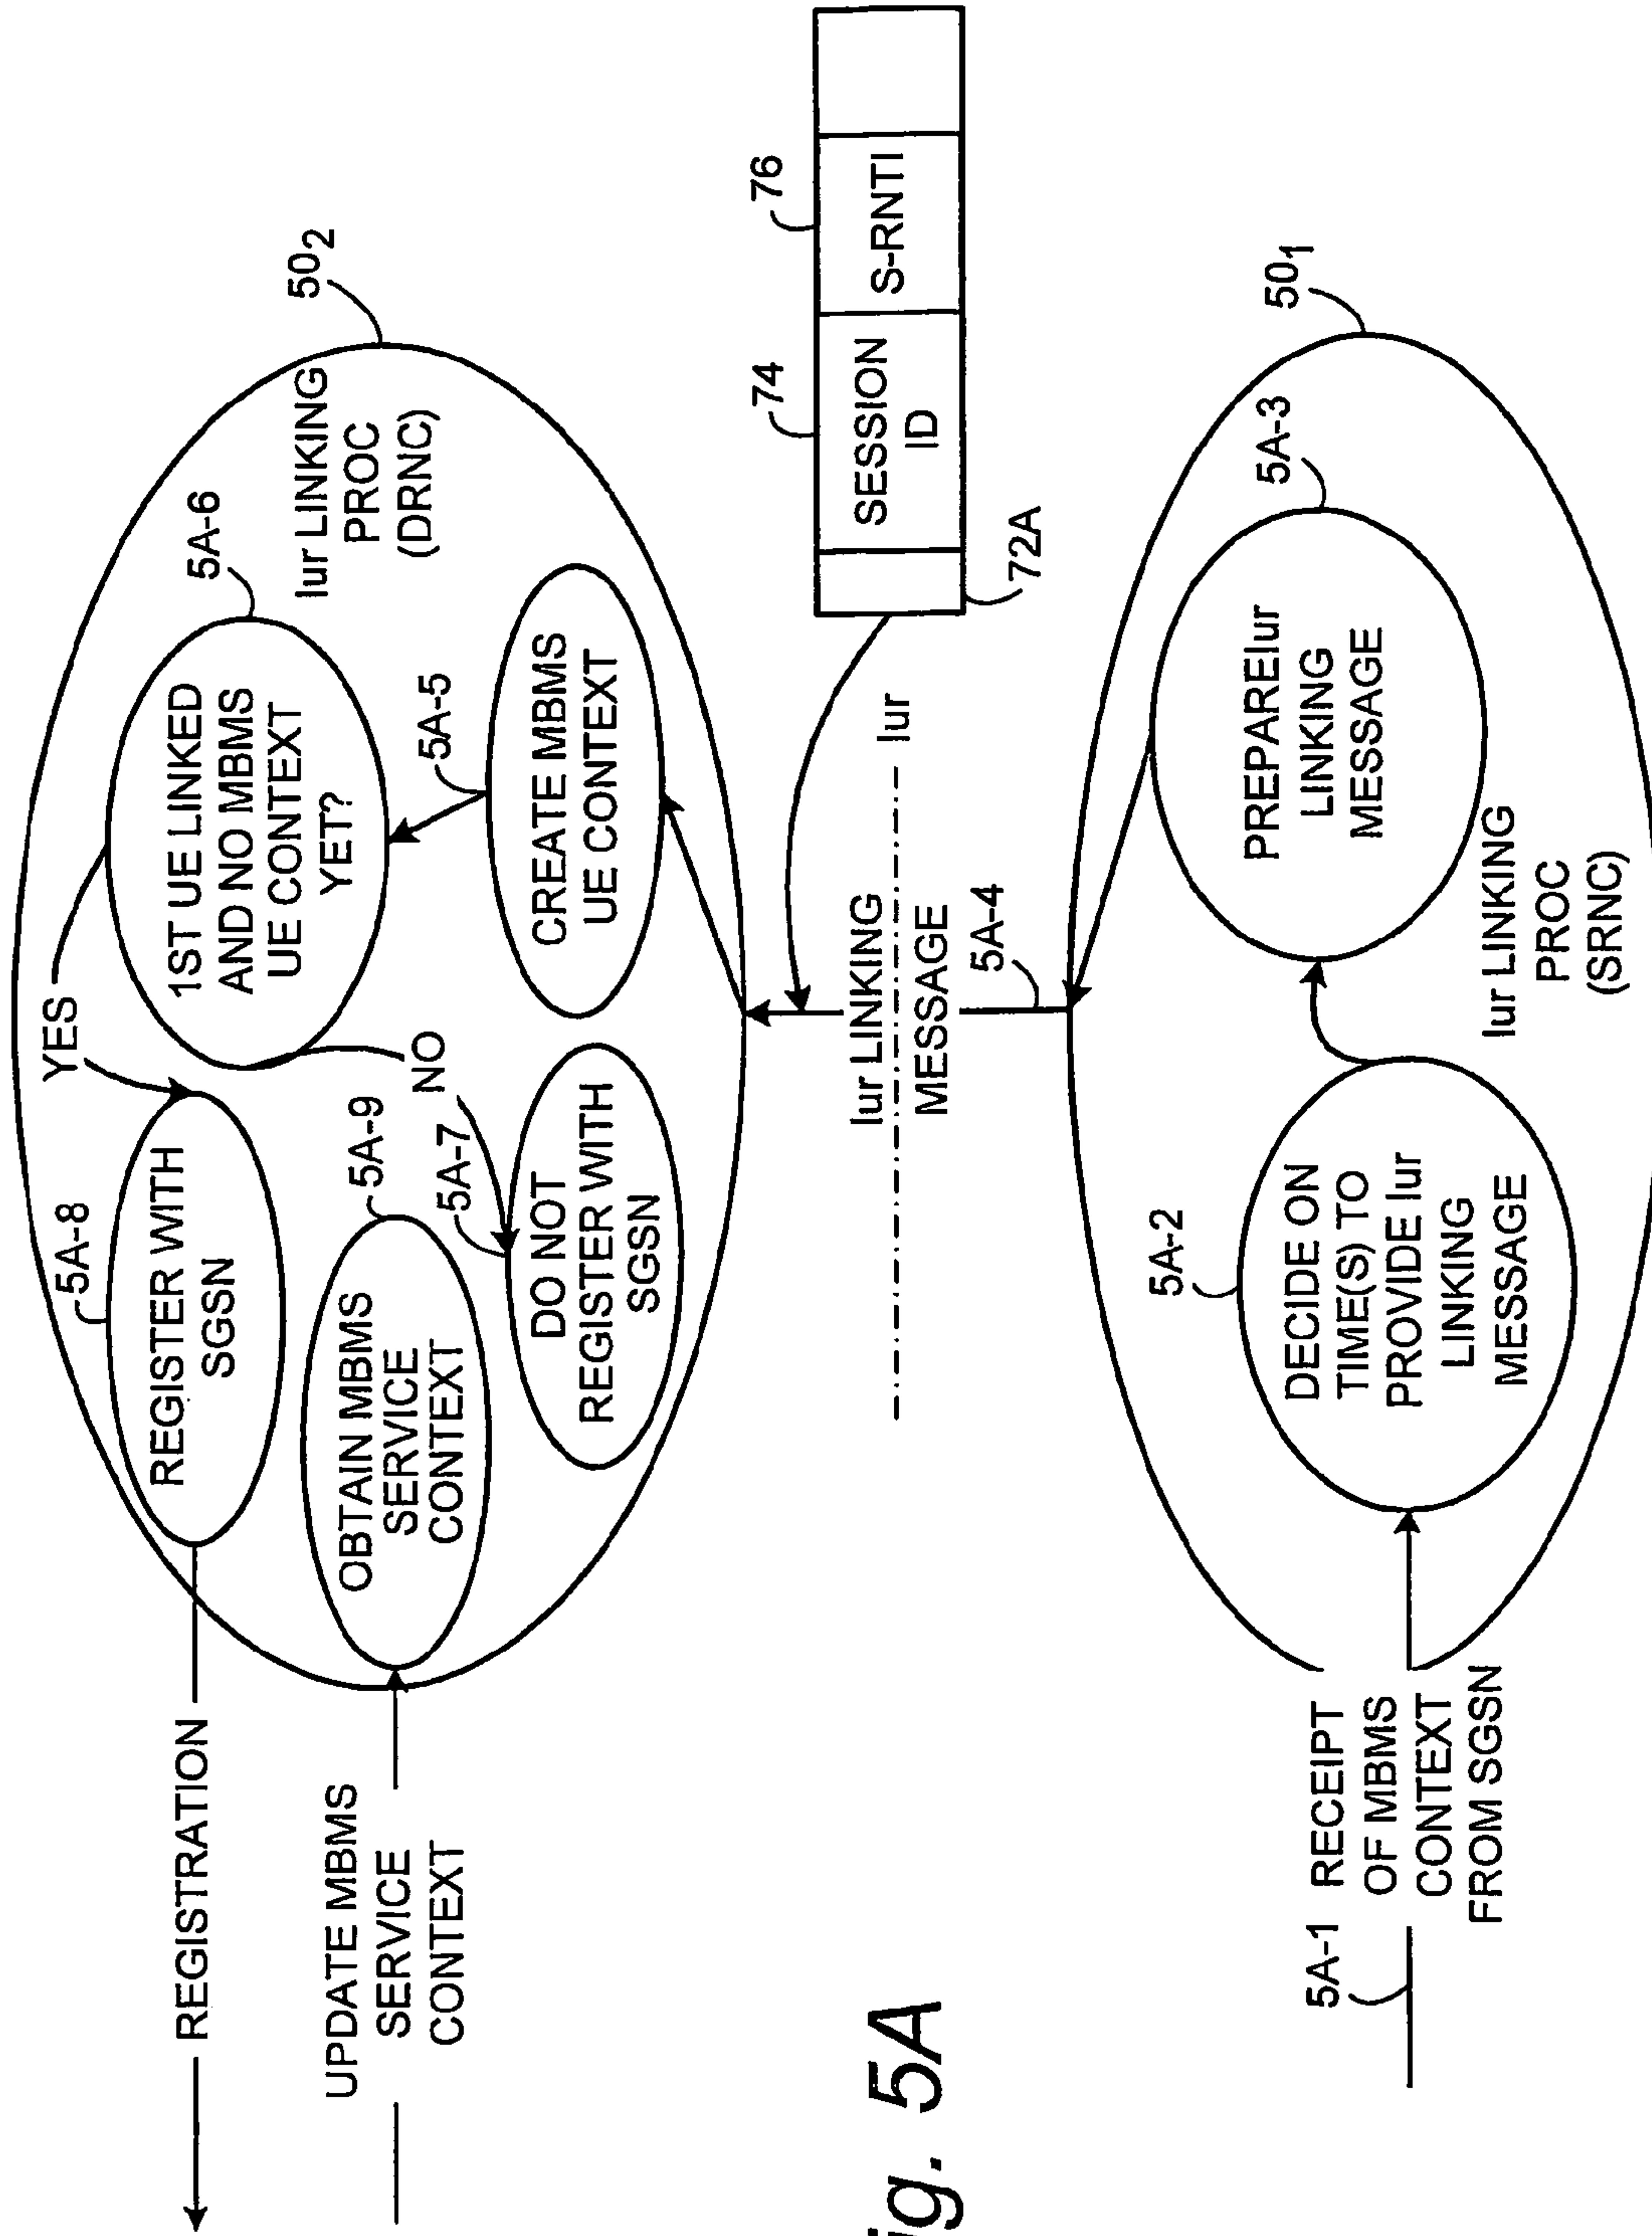 REGISTRATION
UPDATE MBMS
SERVICE
CONTEXT
5A-8
REGISTER WITH
SGSN
YES
5A-6
1ST UE LINKED
AND NO MBMS
UE CONTEXT
YET?
50₂
Iur LINKING
PROC
(DRNC)
5A-9
OBTAIN MBMS
SERVICE
CONTEXT
NO
5A-7
DO NOT
REGISTER WITH
SGSN
5A-5
CREATE MBMS
UE CONTEXT
Iur LINKING
MESSAGE
Iur
5A-4
74
SESSION
ID
76
S-RNTI
72A
5A-1
RECEIPT
OF MBMS
CONTEXT
FROM SGSN
5A-2
DECIDE ON
TIME(S) TO
PROVIDE Iur
LINKING
MESSAGE
5A-3
PREPARE Iur
LINKING
MESSAGE
50₁
Iur LINKING
PROC
(SRNC)
ig. 5A